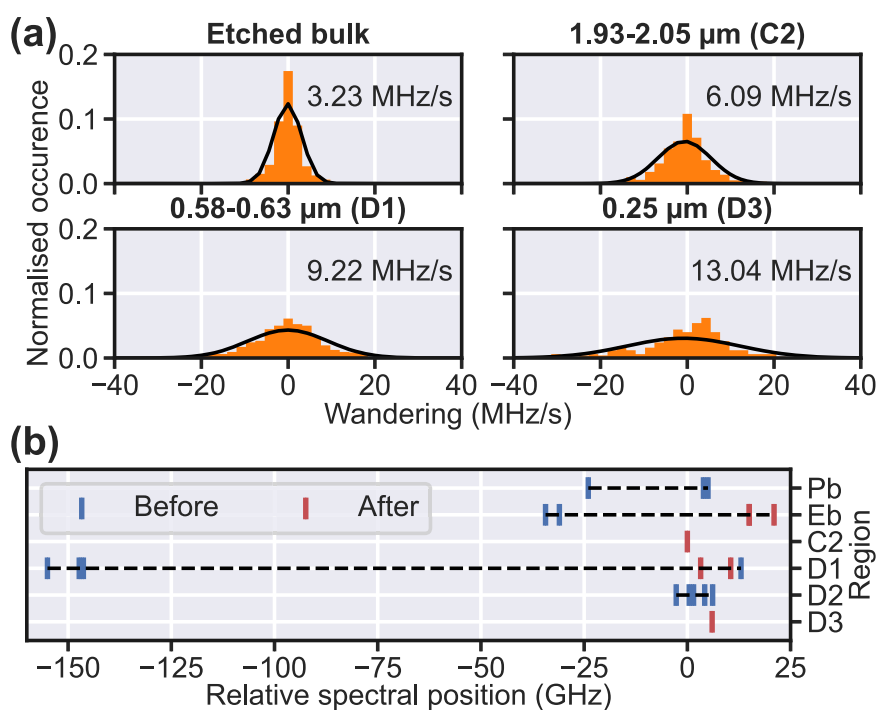 (a)
Etched bulk
1.93-2.05 µm (C2)
0.2
0.1
0.0
3.23 MHz/s
6.09 MHz/s
0.58-0.63 µm (D1)
0.25 µm (D3)
0.2
0.1
0.0
9.22 MHz/s
13.04 MHz/s
Normalised occurence
−40 −20 0 20 40
−40 −20 0 20 40
Wandering (MHz/s)
(b)
Before After
Pb
Eb
C2
D1
D2
D3
Region
−150 −125 −100 −75 −50 −25 0 25
Relative spectral position (GHz)